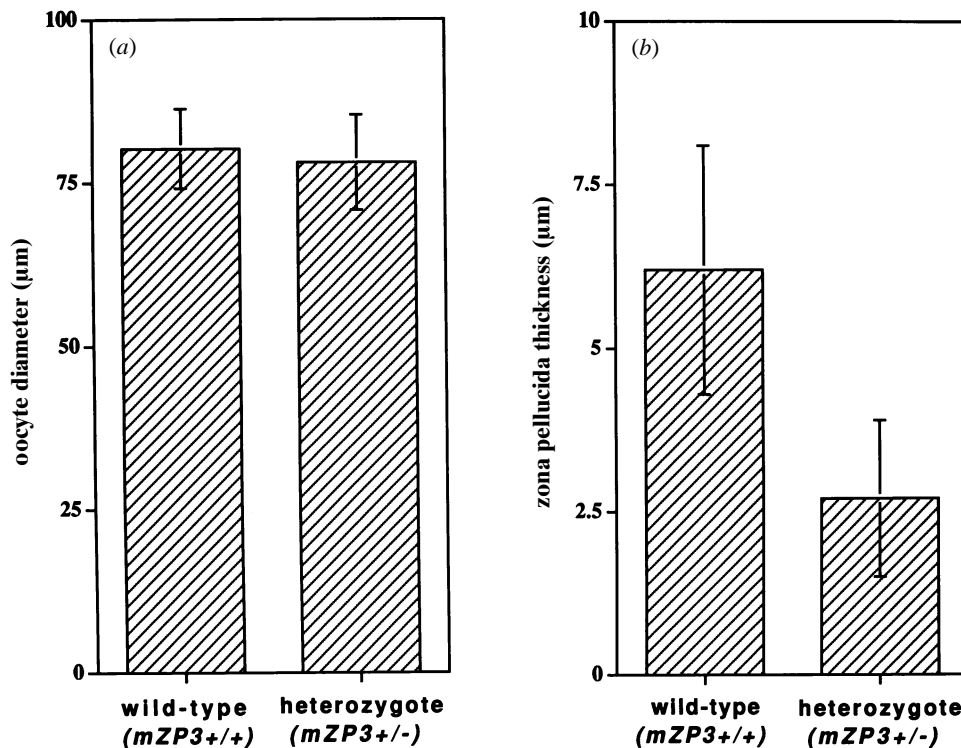 (a)
100
75
50
25
0
oocyte diameter (μm)
wild-type
(mZP3+/+)
heterozygote
(mZP3+/-)
(b)
10
7.5
5
2.5
0
zona pellucida thickness (μm)
wild-type
(mZP3+/+)
heterozygote
(mZP3+/-)